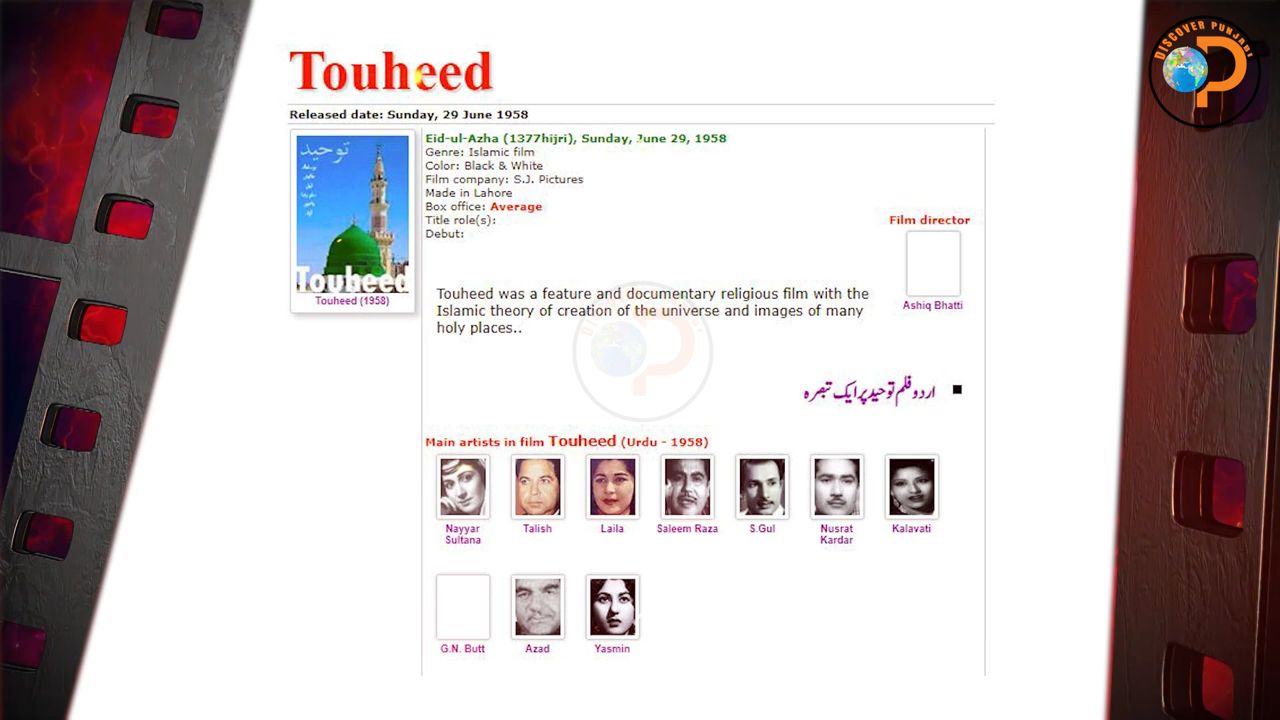 DISCOVER PUNJABI
Touheed
Released date: Sunday, 29 June 1958
توحید
Touheed
Touheed (1958)
Eid-ul-Azha (1377hijri), Sunday, June 29, 1958
Genre: Islamic film
Color: Black & White
Film company: S.J. Pictures
Made in Lahore
Box office: Average
Title role(s):
Debut:
Film director
Ashiq Bhatti
Touheed was a feature and documentary religious film with the
Islamic theory of creation of the universe and images of many
holy places..
اردو فلم توحید پر ایک تبصرہ
Main artists in film Touheed (Urdu - 1958)
Nayyar Sultana
Talish
Laila
Saleem Raza
S.Gul
Nusrat Kardar
Kalavati
G.N. Butt
Azad
Yasmin